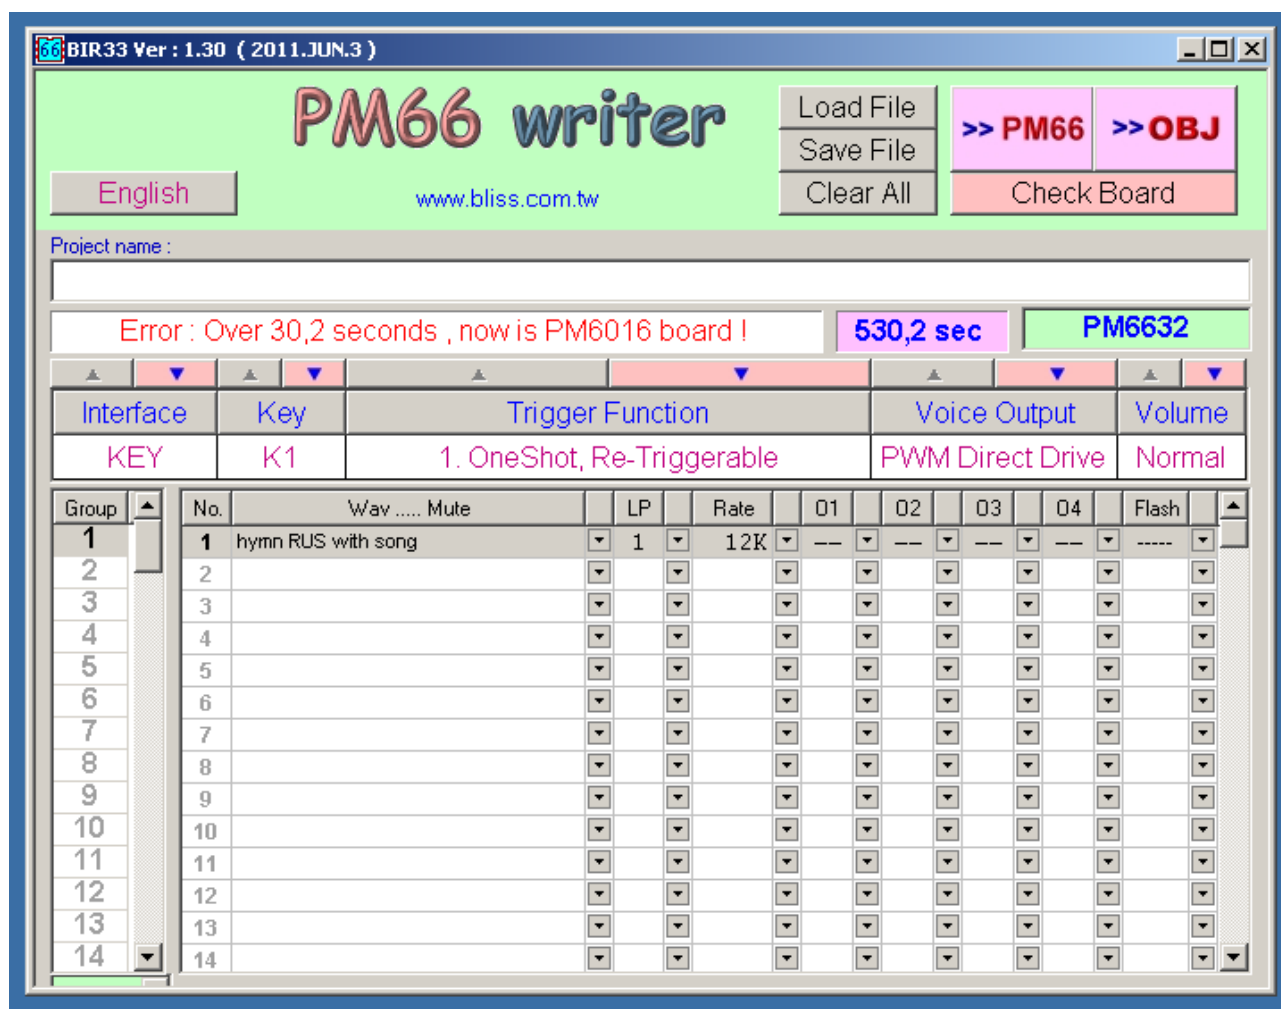 66 BIR33 Ver : 1.30 ( 2011.JUN.3 )
PM66 writer
Load File
Save File
Clear All
>> PM66
>> OBJ
Check Board
English
www.bliss.com.tw
Project name :
Error : Over 30,2 seconds , now is PM6016 board !
530,2 sec
PM6632
Interface Key Trigger Function Voice Output Volume
KEY K1 1. OneShot, Re-Triggerable PWM Direct Drive Normal
Group No. Wav ..... Mute LP Rate O1 O2 O3 O4 Flash
1 1 hymn RUS with song 1 12K -- -- -- -- -----
2 2
3 3
4 4
5 5
6 6
7 7
8 8
9 9
10 10
11 11
12 12
13 13
14 14